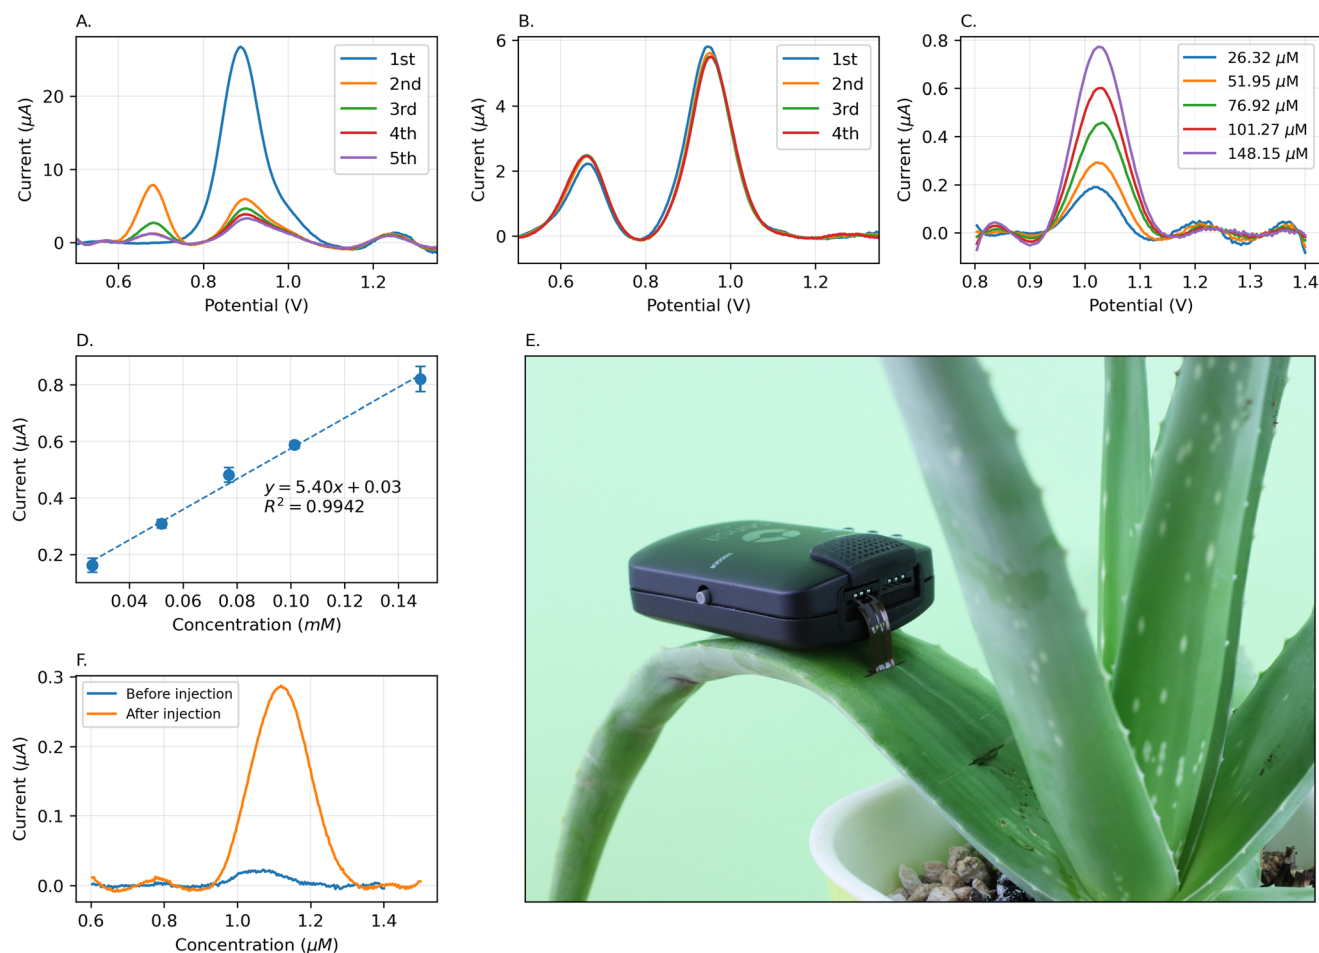 A.
Current (μA)
20
10
0
0.6 0.8 1.0 1.2
Potential (V)
1st
2nd
3rd
4th
5th
B.
Current (μA)
6
4
2
0
0.6 0.8 1.0 1.2
Potential (V)
1st
2nd
3rd
4th
C.
Current (μA)
0.8
0.6
0.4
0.2
0.0
0.8 0.9 1.0 1.1 1.2 1.3 1.4
Potential (V)
26.32 μM
51.95 μM
76.92 μM
101.27 μM
148.15 μM
D.
Current (μA)
0.8
0.6
0.4
0.2
0.04 0.06 0.08 0.10 0.12 0.14
Concentration (mM)
y = 5.40x + 0.03
R² = 0.9942
E.
F.
Current (μA)
0.3
0.2
0.1
0.0
0.6 0.8 1.0 1.2 1.4
Concentration (μM)
Before injection
After injection